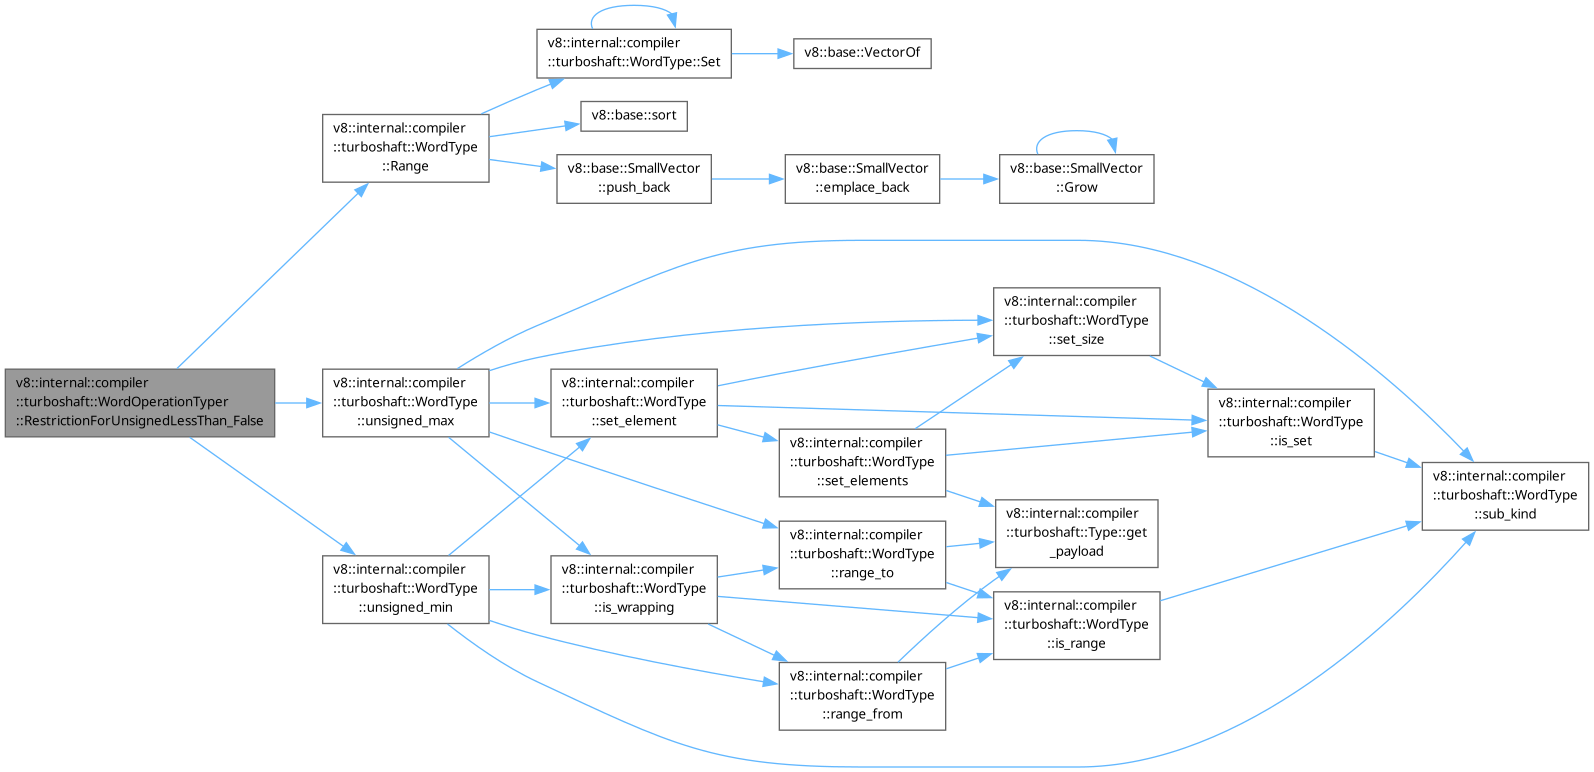 v8::internal::compiler
::turboshaft::WordOperationTyper
::RestrictionForUnsignedLessThan_False
v8::internal::compiler
::turboshaft::WordType
::Range
v8::internal::compiler
::turboshaft::WordType
::unsigned_max
v8::internal::compiler
::turboshaft::WordType
::unsigned_min
v8::internal::compiler
::turboshaft::WordType::Set
v8::base::sort
v8::base::SmallVector
::push_back
v8::internal::compiler
::turboshaft::WordType
::set_element
v8::internal::compiler
::turboshaft::WordType
::is_wrapping
v8::base::VectorOf
v8::base::SmallVector
::emplace_back
v8::internal::compiler
::turboshaft::WordType
::set_elements
v8::internal::compiler
::turboshaft::WordType
::range_to
v8::internal::compiler
::turboshaft::WordType
::range_from
v8::base::SmallVector
::Grow
v8::internal::compiler
::turboshaft::WordType
::set_size
v8::internal::compiler
::turboshaft::Type::get
_payload
v8::internal::compiler
::turboshaft::WordType
::is_range
v8::internal::compiler
::turboshaft::WordType
::is_set
v8::internal::compiler
::turboshaft::WordType
::sub_kind